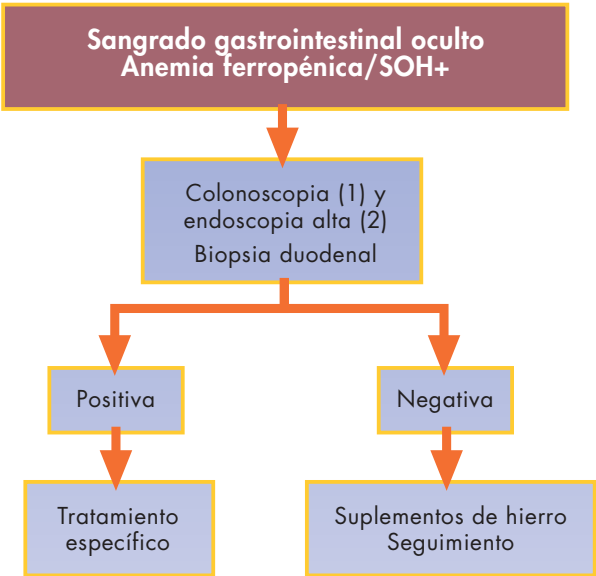 Sangrado gastrointestinal oculto
Anemia ferropénica/SOH+
Colonoscopia (1) y
endoscopia alta (2)
Biopsia duodenal
Positiva
Negativa
Tratamiento
específico
Suplementos de hierro
Seguimiento